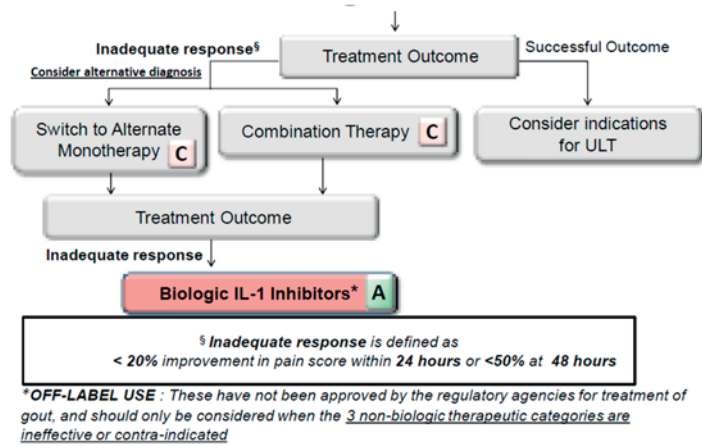 Inadequate response§
Consider alternative diagnosis
Treatment Outcome
Successful Outcome
Switch to Alternate
Monotherapy
C
Combination Therapy
C
Consider indications
for ULT
Treatment Outcome
Inadequate response
Biologic IL-1 Inhibitors*
A
§ Inadequate response is defined as
< 20% improvement in pain score within 24 hours or <50% at 48 hours
*OFF-LABEL USE : These have not been approved by the regulatory agencies for treatment of
gout, and should only be considered when the 3 non-biologic therapeutic categories are
ineffective or contra-indicated